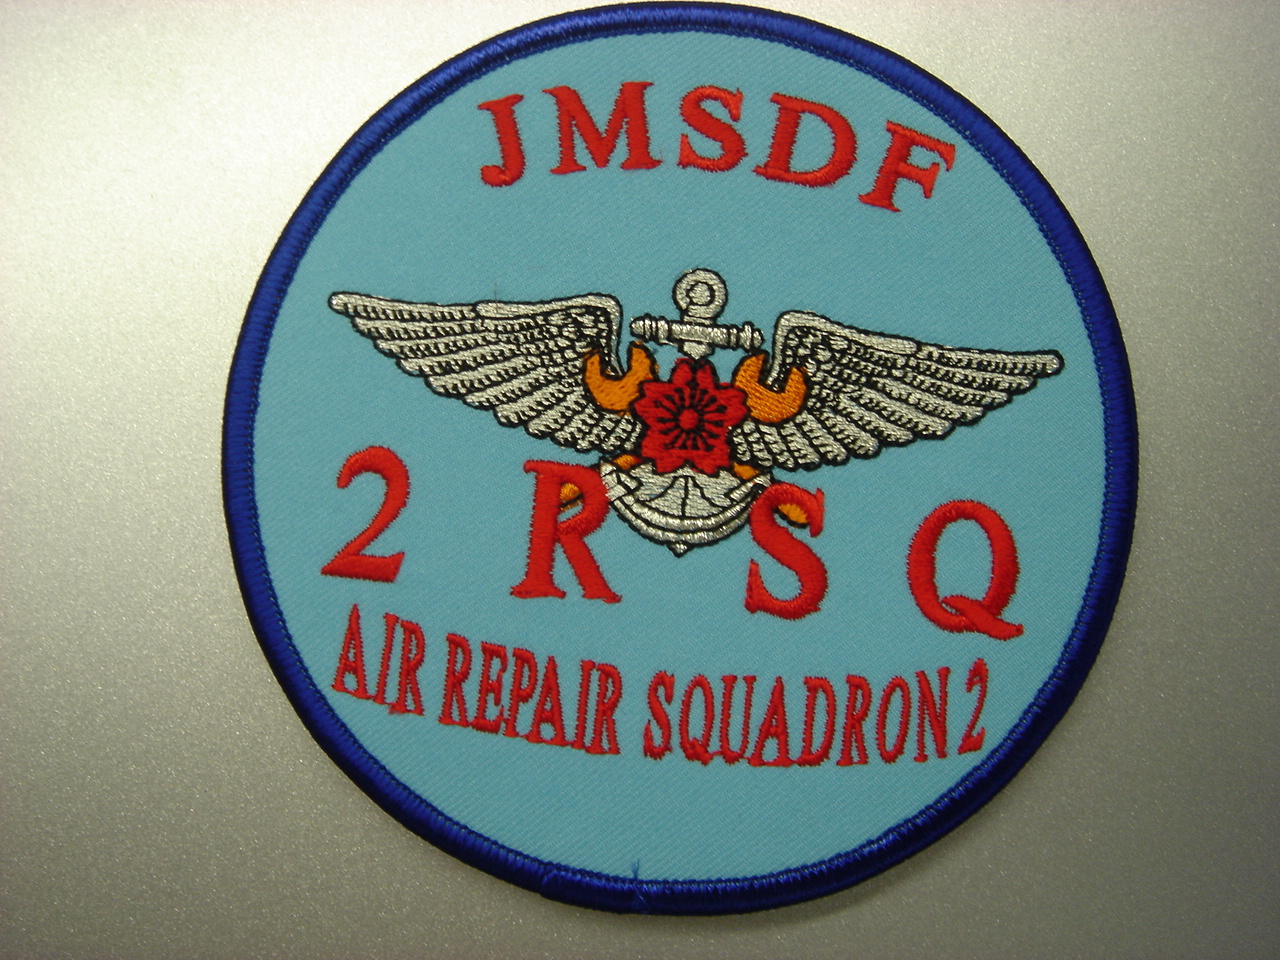 JMSDF
2 R S Q
AIR REPAIR SQUADRON 2